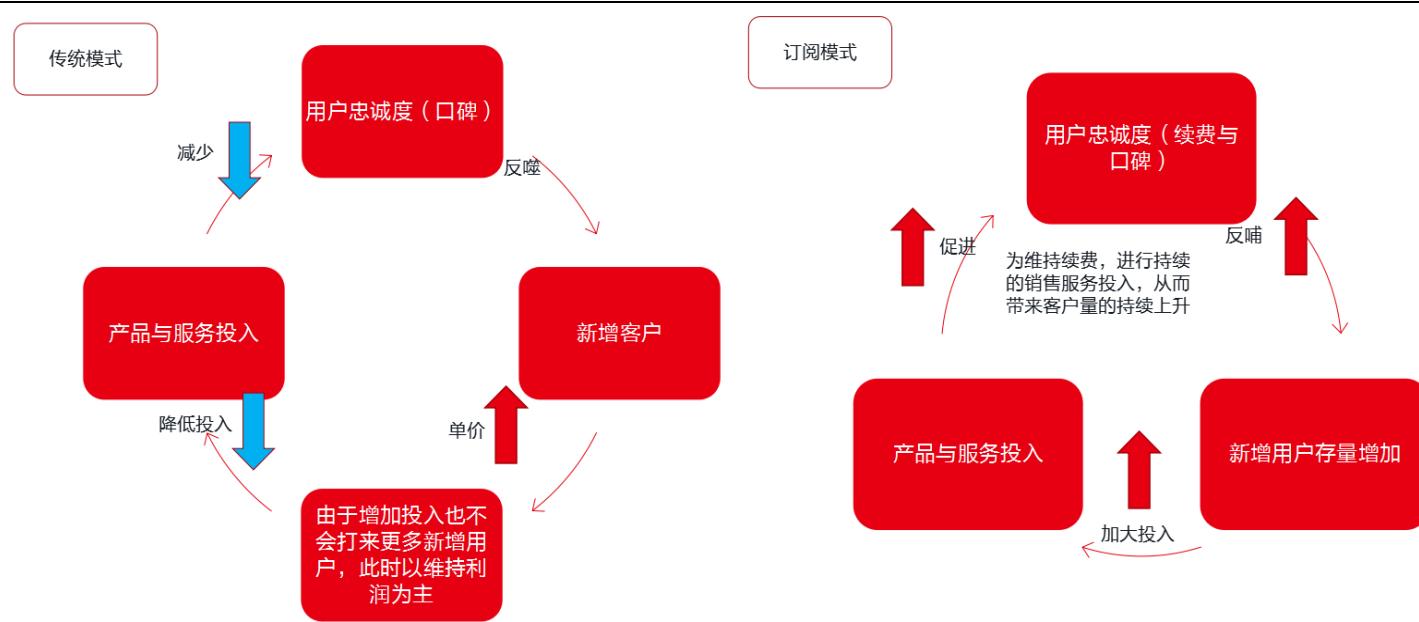 传统模式
用户忠诚度（口碑）
减少
反噬
产品与服务投入
新增客户
降低投入
单价
由于增加投入也不
会打来更多新增用
户，此时以维持利
润为主
订阅模式
用户忠诚度（续费与
口碑）
促进
反哺
为维持续费，进行持续
的销售服务投入，从而
带来客户量的持续上升
产品与服务投入
新增用户存量增加
加大投入